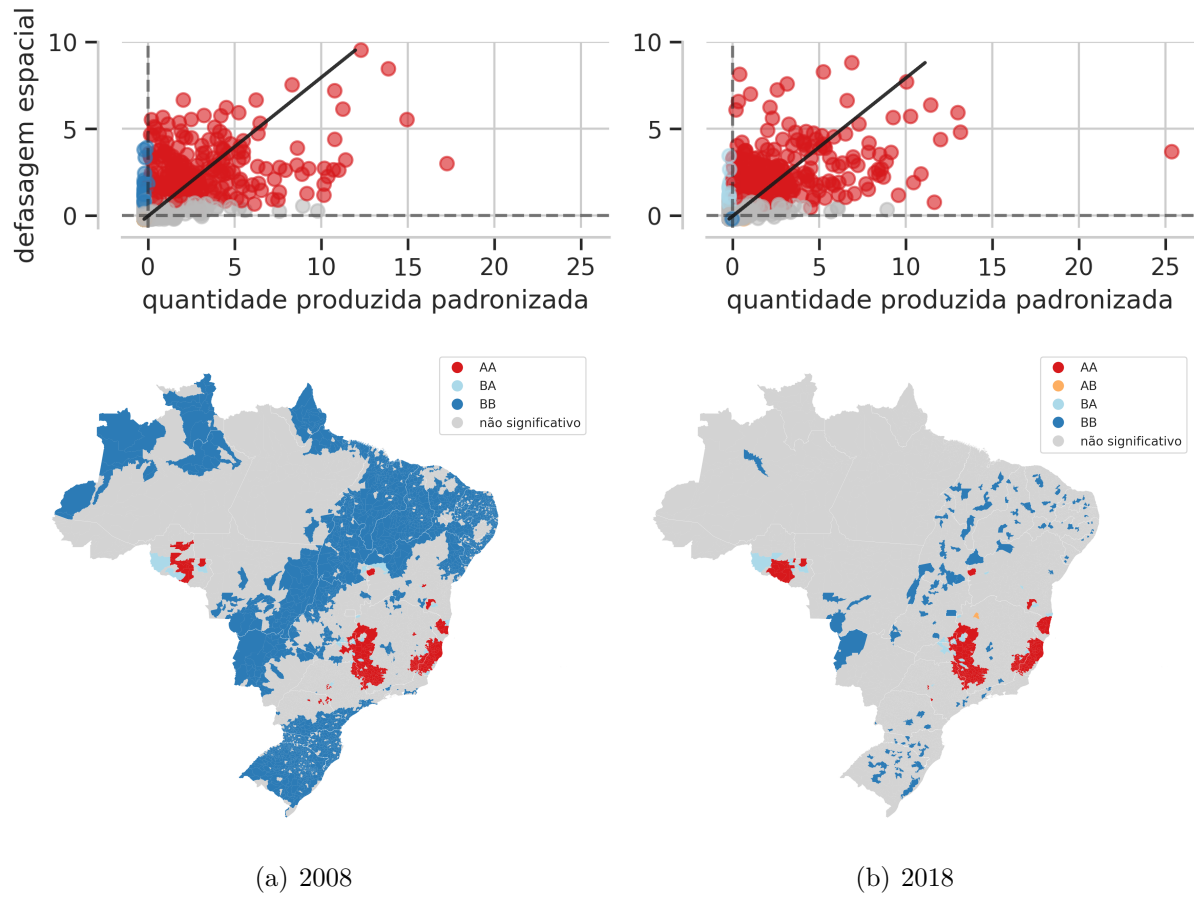 defasagem espacial
10
5
0
0 5 10 15 20 25
quantidade produzida padronizada
10
5
0
0 5 10 15 20 25
quantidade produzida padronizada
AA
BA
BB
não significativo
AA
AB
BA
BB
não significativo
(a) 2008
(b) 2018